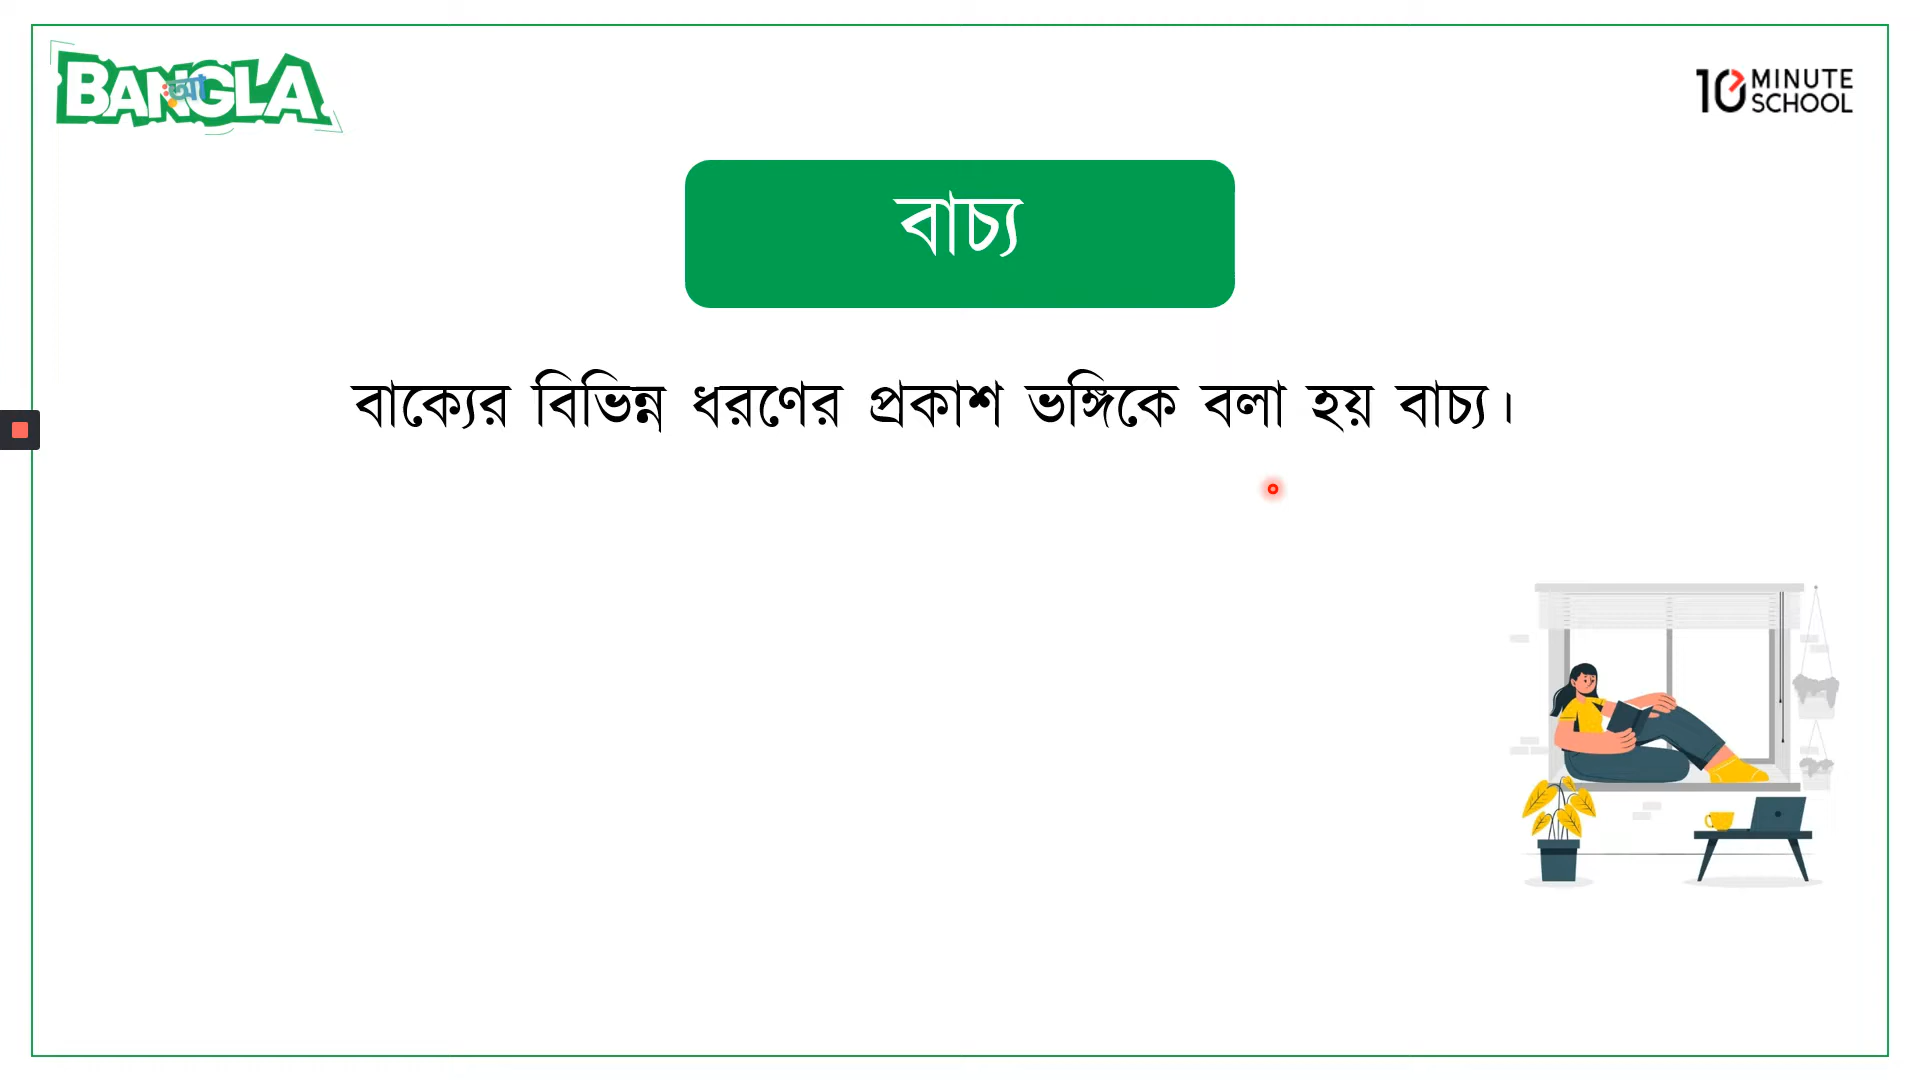 BANGLA
আ
10 MINUTE
SCHOOL
বাচ্য
বাক্যের বিভিন্ন ধরণের প্রকাশ ভঙ্গিকে বলা হয় বাচ্য।